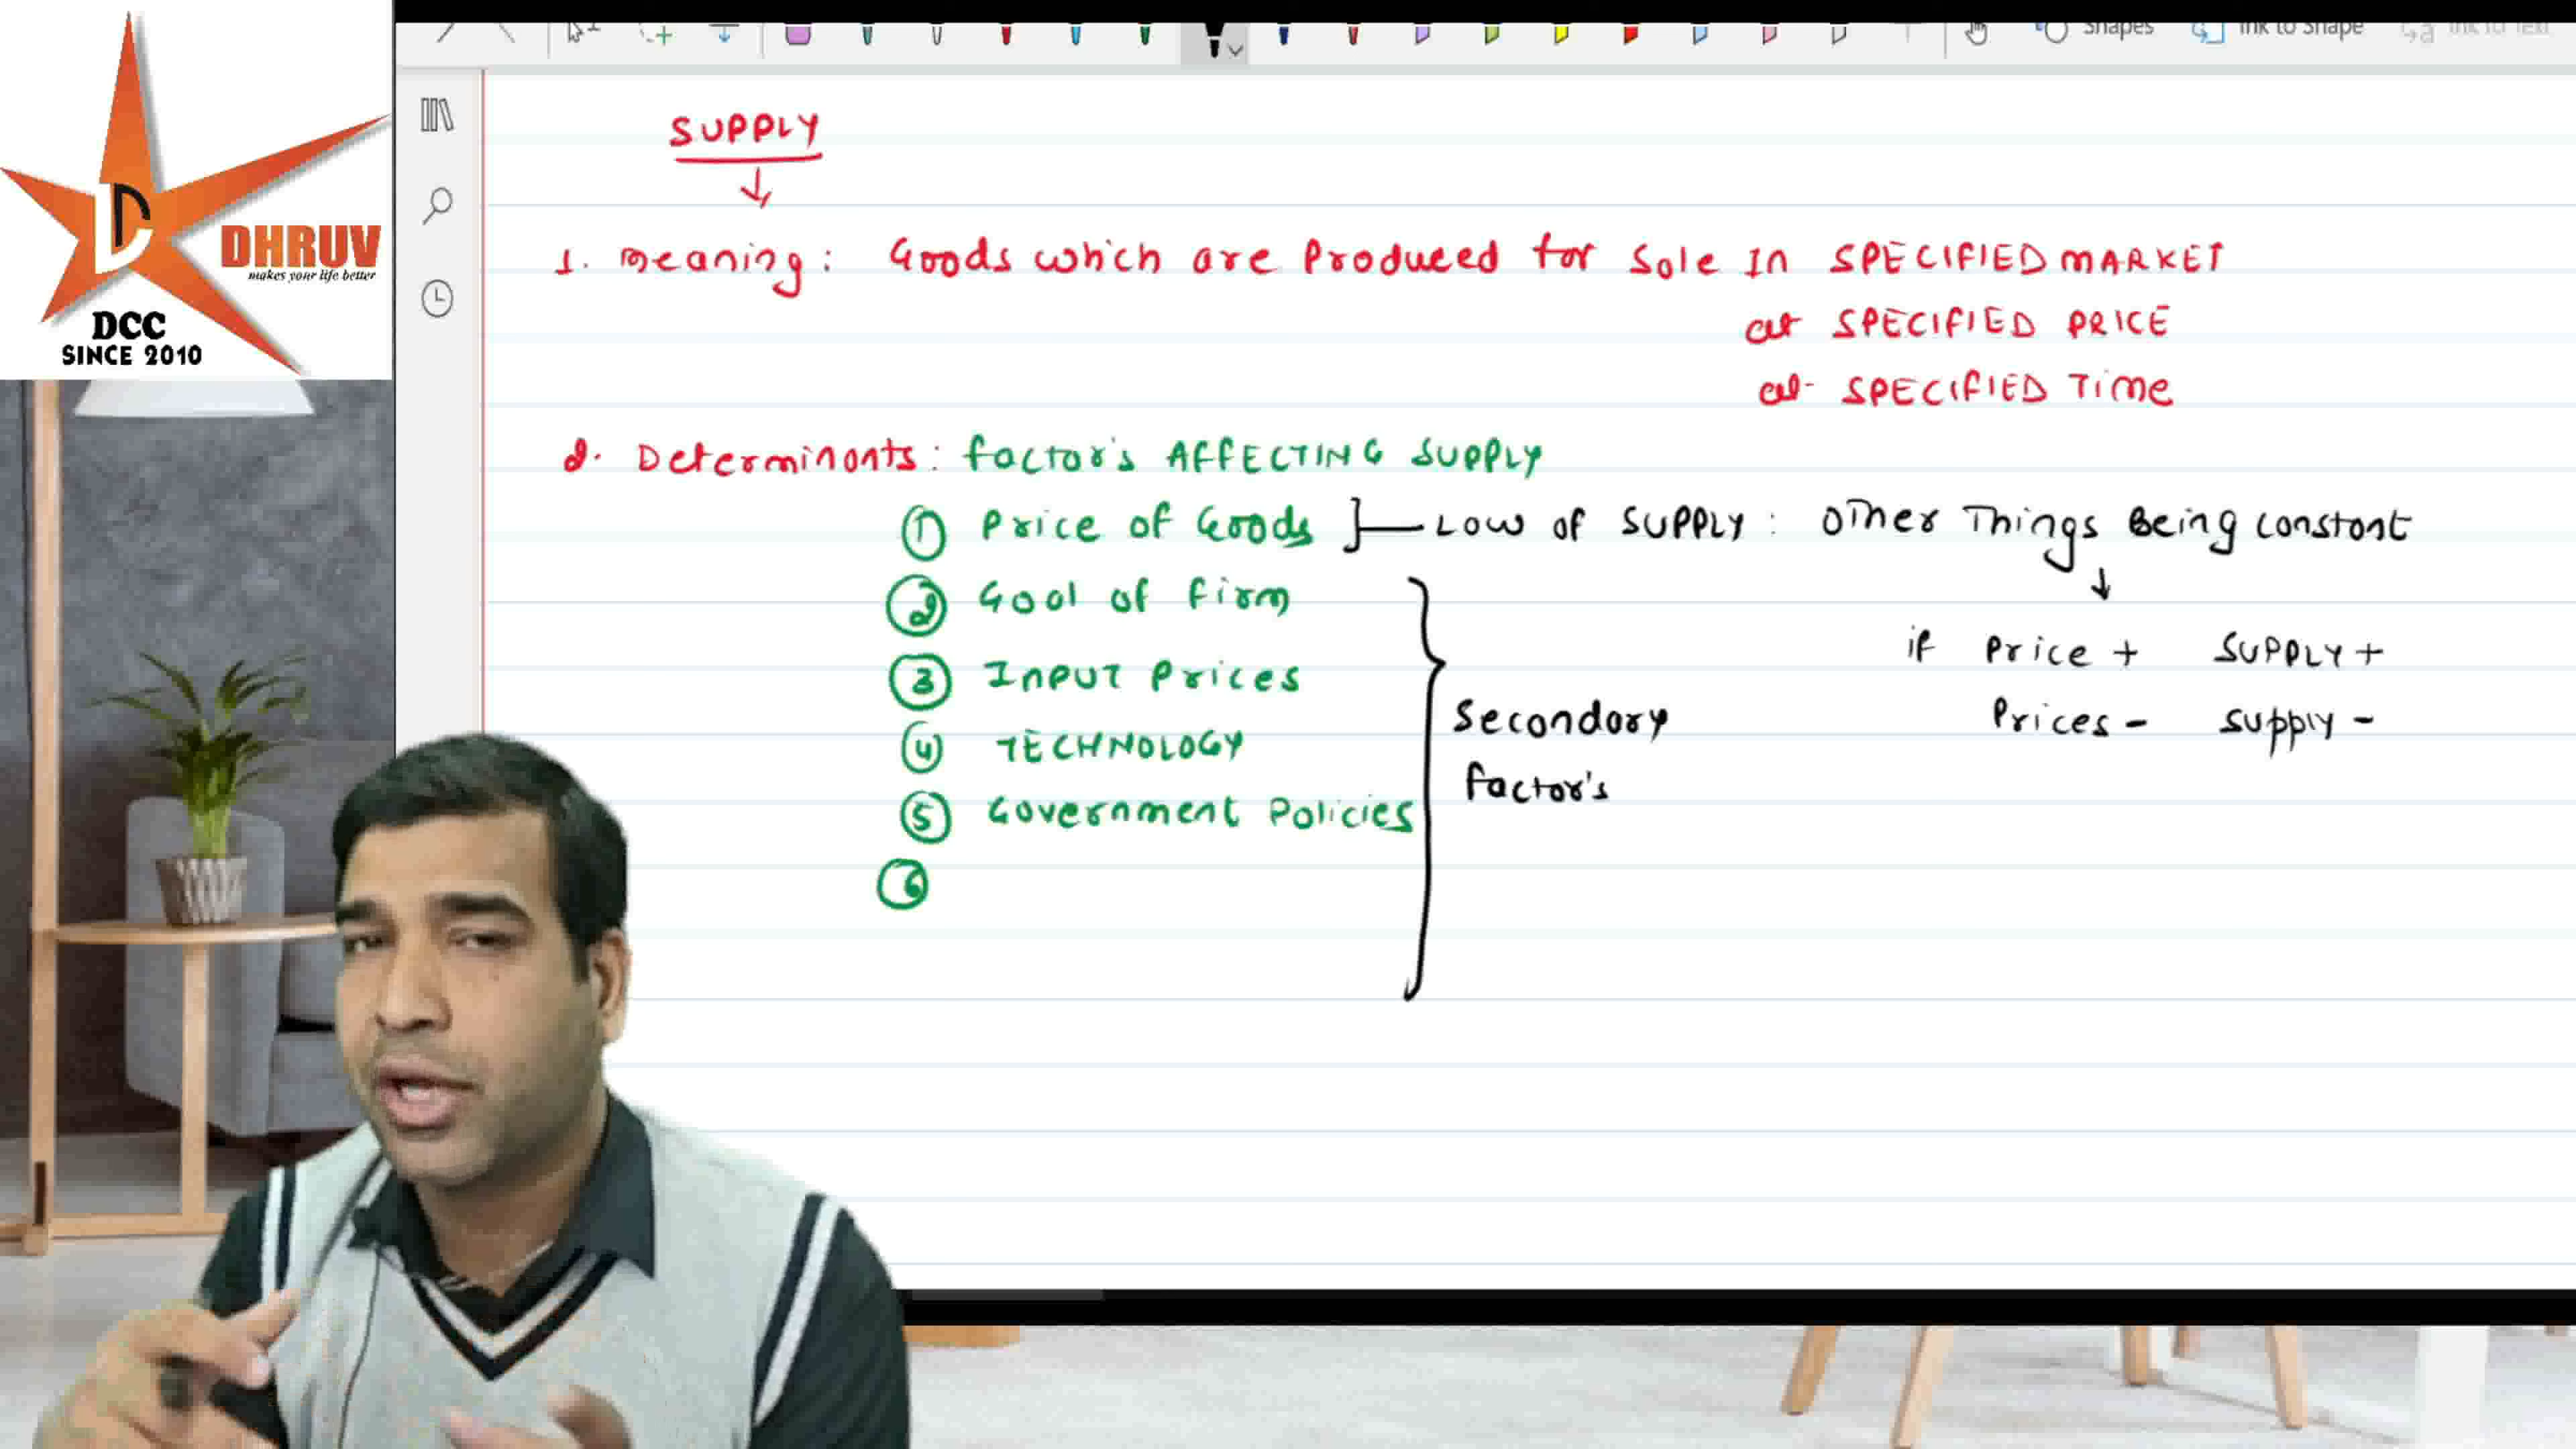 Shapes
Ink to Shape
Ink to Text
DHRUV
makes your life better
DCC
SINCE 2010
SUPPLY
1. Meaning: Goods which are Produced for Sale In SPECIFIED MARKET
at SPECIFIED PRICE
at SPECIFIED Time
2. Determinants: factor's AFFECTING SUPPLY
① Price of Goods } LAW of SUPPLY: Other Things Being constant
② Goal of firm
if Price + SUPPLY +
③ INPUT Prices
Prices - Supply -
④ TECHNOLOGY
Secondary
factor's
⑤ Government Policies
⑥